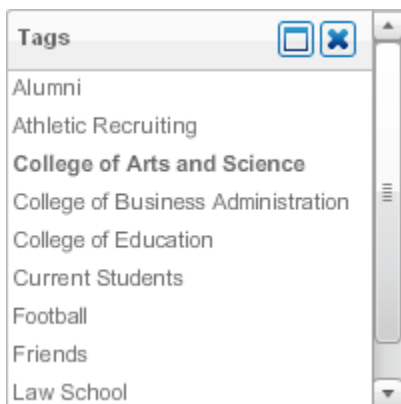 Tags
Alumni
Athletic Recruiting
College of Arts and Science
College of Business Administration
College of Education
Current Students
Football
Friends
Law School